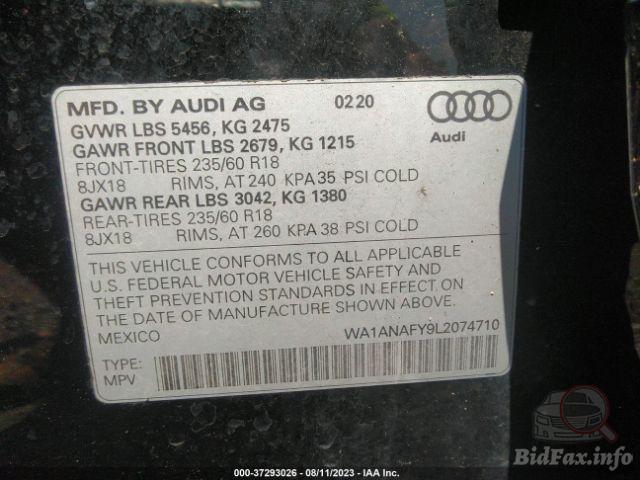 MFD. BY AUDI AG 0220
GVWR LBS 5456, KG 2475
GAWR FRONT LBS 2679, KG 1215 Audi
FRONT-TIRES 235/60 R18
8JX18 RIMS, AT 240 KPA 35 PSI COLD
GAWR REAR LBS 3042, KG 1380
REAR-TIRES 235/60 R18
8JX18 RIMS, AT 260 KPA 38 PSI COLD
THIS VEHICLE CONFORMS TO ALL APPLICABLE
U.S. FEDERAL MOTOR VEHICLE SAFETY AND
THEFT PREVENTION STANDARDS IN EFFECT ON
THE DATE OF MANUFACTURE SHOWN ABOVE.
MEXICO WA1ANAFY9L2074710
TYPE:
MPV
BidFax.info
000-37293026 - 08/11/2023 - IAA Inc.